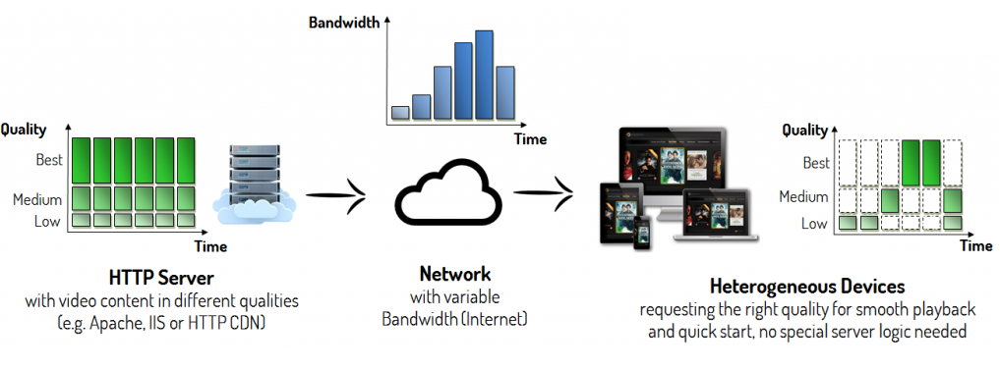 Bandwidth
Time
Quality
Best
Medium
Low
Time
HTTP Server
with video content in different qualities
(e.g. Apache, IIS or HTTP CDN)
Network
with variable
Bandwidth (Internet)
Quality
Best
Medium
Low
Time
Heterogeneous Devices
requesting the right quality for smooth playback
and quick start, no special server logic needed